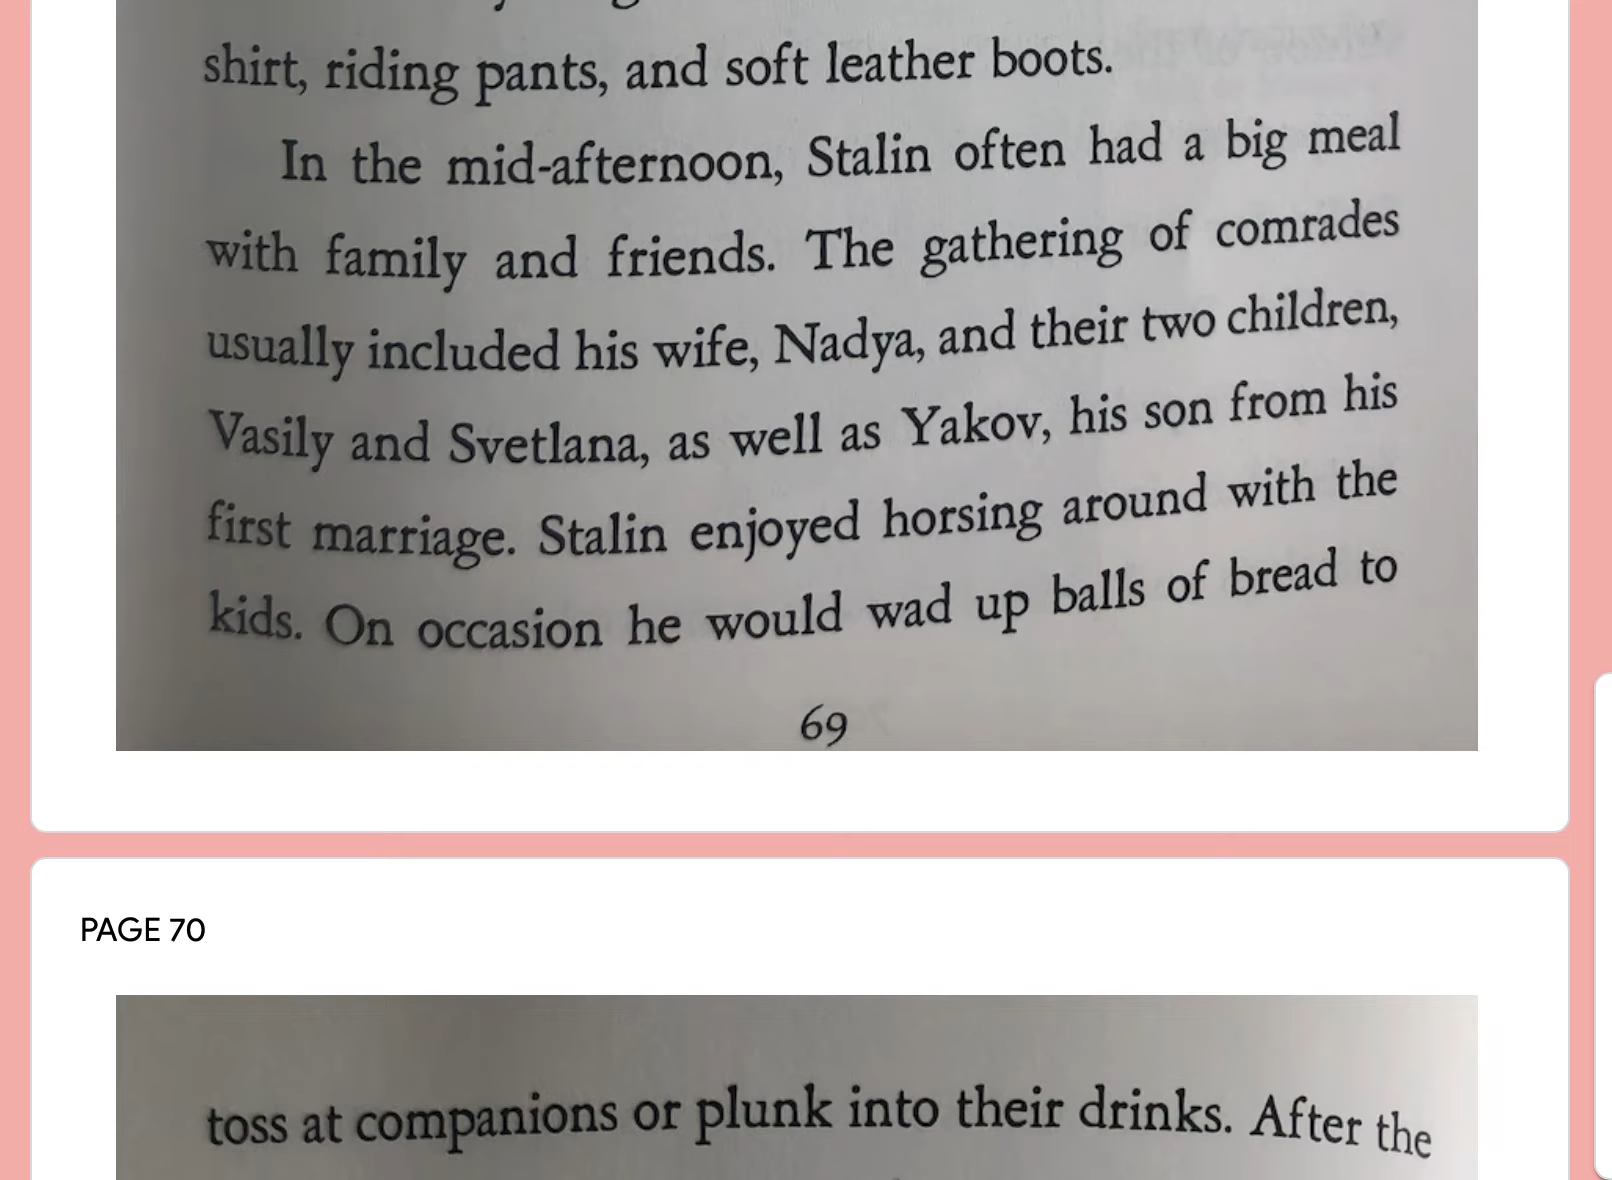 shirt, riding pants, and soft leather boots.
In the mid-afternoon, Stalin often had a big meal
with family and friends. The gathering of comrades
usually included his wife, Nadya, and their two children,
Vasily and Svetlana, as well as Yakov, his son from his
first marriage. Stalin enjoyed horsing around with the
kids. On occasion he would wad up balls of bread to
69
PAGE 70
toss at companions or plunk into their drinks. After the